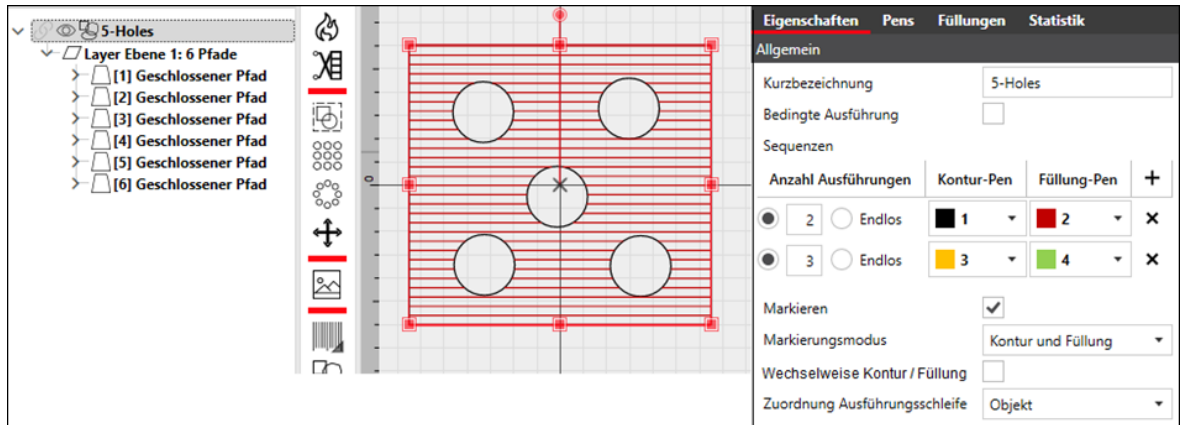 5-Holes
Layer Ebene 1: 6 Pfade
[1] Geschlossener Pfad
[2] Geschlossener Pfad
[3] Geschlossener Pfad
[4] Geschlossener Pfad
[5] Geschlossener Pfad
[6] Geschlossener Pfad
0
Eigenschaften Pens Füllungen Statistik
Allgemein
Kurzbezeichnung 5-Holes
Bedingte Ausführung
Sequenzen
Anzahl Ausführungen Kontur-Pen Füllung-Pen +
2 Endlos 1 2
3 Endlos 3 4
Markieren
Markierungsmodus Kontur und Füllung
Wechselweise Kontur / Füllung
Zuordnung Ausführungsschleife Objekt